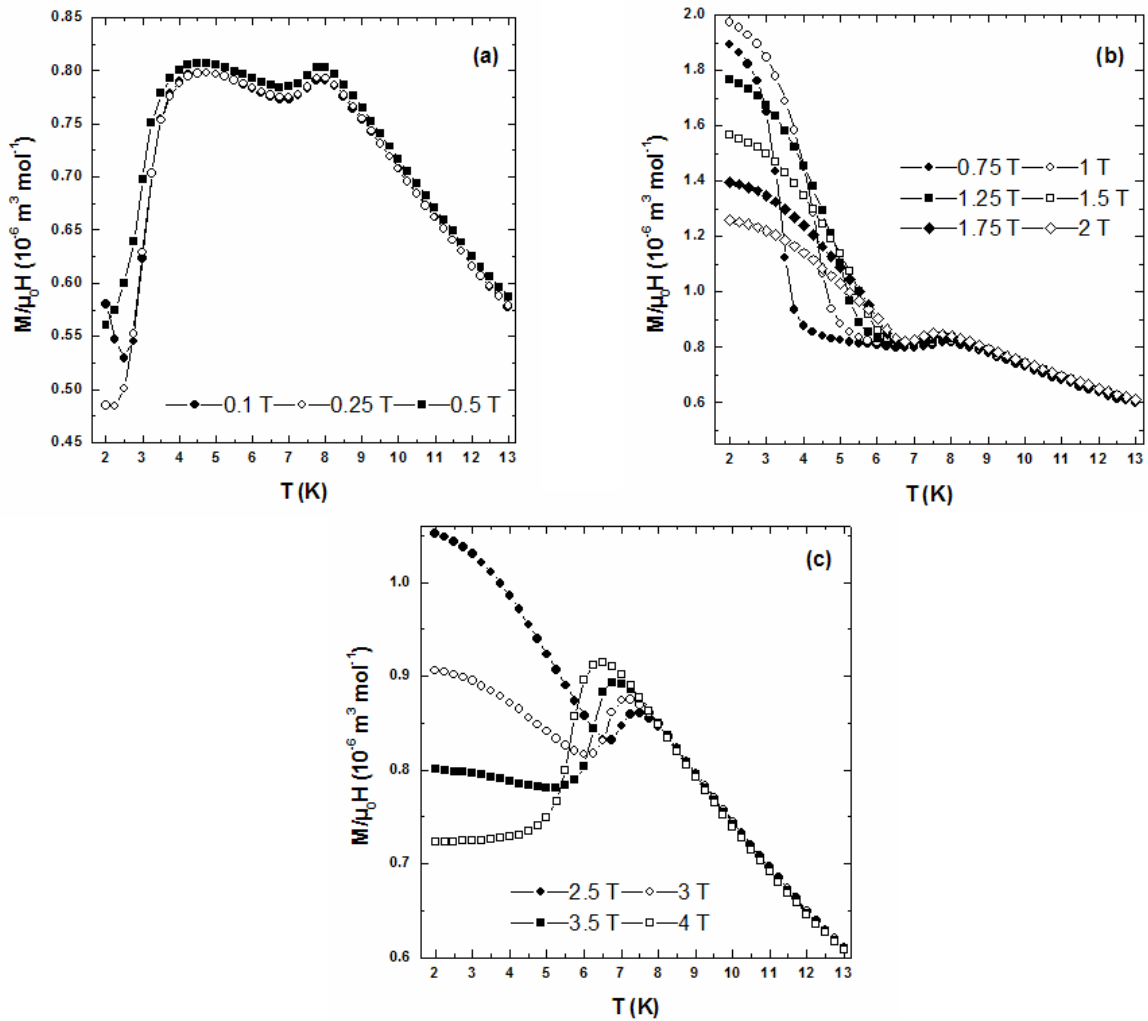 (a)
0.85
0.80
0.75
0.70
0.65
0.60
0.55
0.50
0.45
M/μ₀H (10⁻⁶ m³ mol⁻¹)
0.1 T 0.25 T 0.5 T
2 3 4 5 6 7 8 9 10 11 12 13
T (K)
(b)
2.0
1.8
1.6
1.4
1.2
1.0
0.8
0.6
M/μ₀H (10⁻⁶ m³ mol⁻¹)
0.75 T 1 T
1.25 T 1.5 T
1.75 T 2 T
2 3 4 5 6 7 8 9 10 11 12 13
T (K)
(c)
1.0
0.9
0.8
0.7
0.6
M/μ₀H (10⁻⁶ m³ mol⁻¹)
2.5 T 3 T
3.5 T 4 T
2 3 4 5 6 7 8 9 10 11 12 13
T (K)